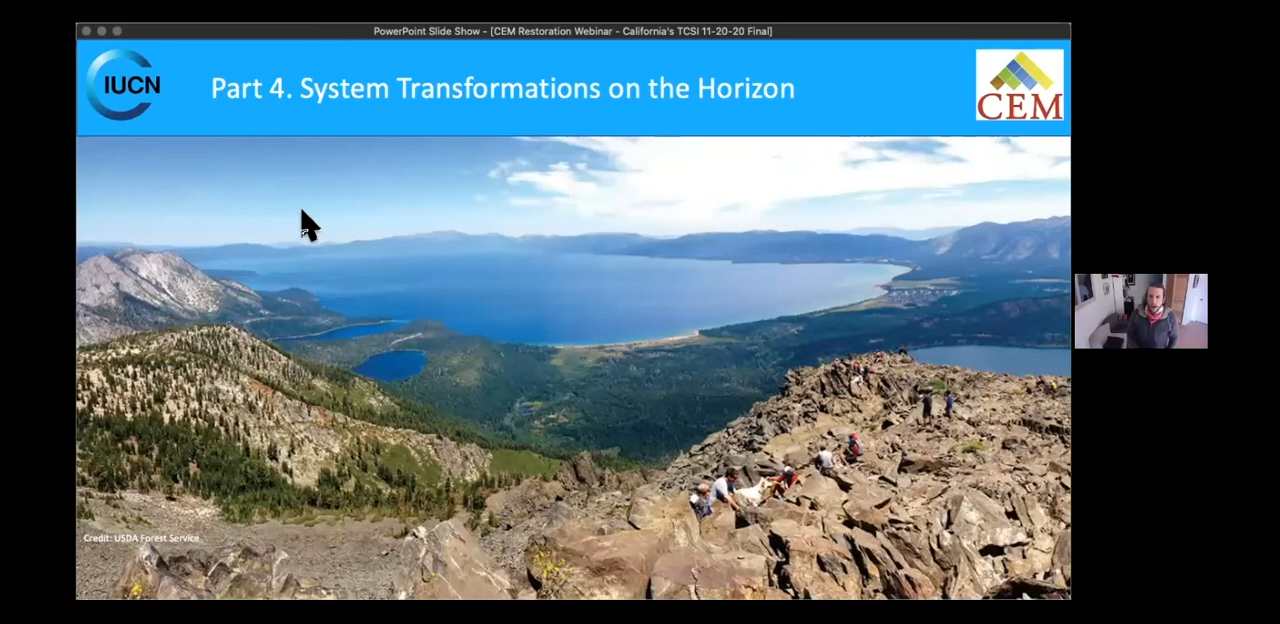 PowerPoint Slide Show - [CEM Restoration Webinar - California's TCSI 11-20-20 Final]
IUCN
Part 4. System Transformations on the Horizon
CEM
Credit: USDA Forest Service